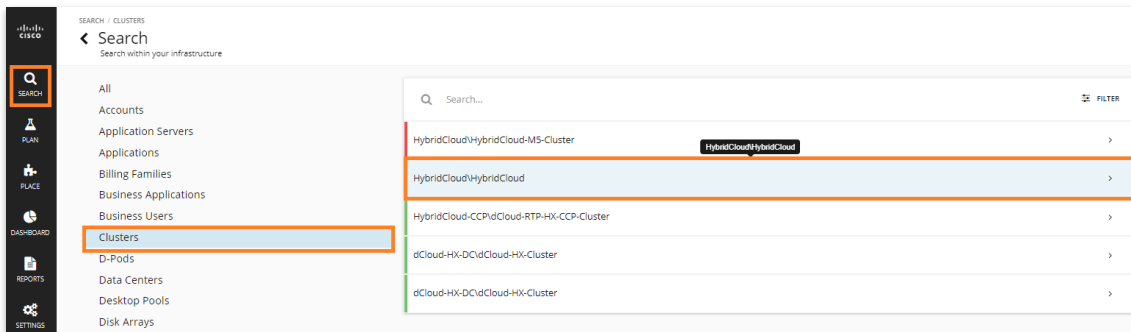 CISCO
SEARCH
PLAN
PLACE
DASHBOARD
REPORTS
SETTINGS
SEARCH / CLUSTERS
Search
Search within your infrastructure
All
Accounts
Application Servers
Applications
Billing Families
Business Applications
Business Users
Clusters
D-Pods
Data Centers
Desktop Pools
Disk Arrays
Search...
FILTER
HybridCloud\HybridCloud-M5-Cluster
HybridCloud\HybridCloud
HybridCloud\HybridCloud
HybridCloud-CCP\dCloud-RTP-HX-CCP-Cluster
dCloud-HX-DC\dCloud-HX-Cluster
dCloud-HX-DC\dCloud-HX-Cluster